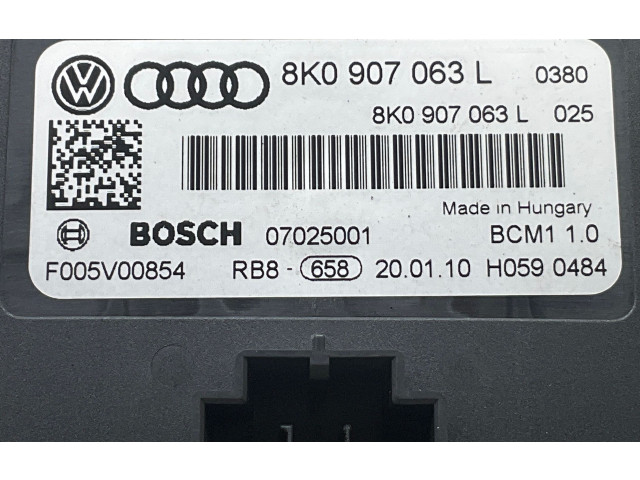 8K0 907 063 L 0380
8K0 907 063 L 025
Made in Hungary
BOSCH 07025001 BCM1 1.0
F005V00854 RB8 - 658 20.01.10 H059 0484